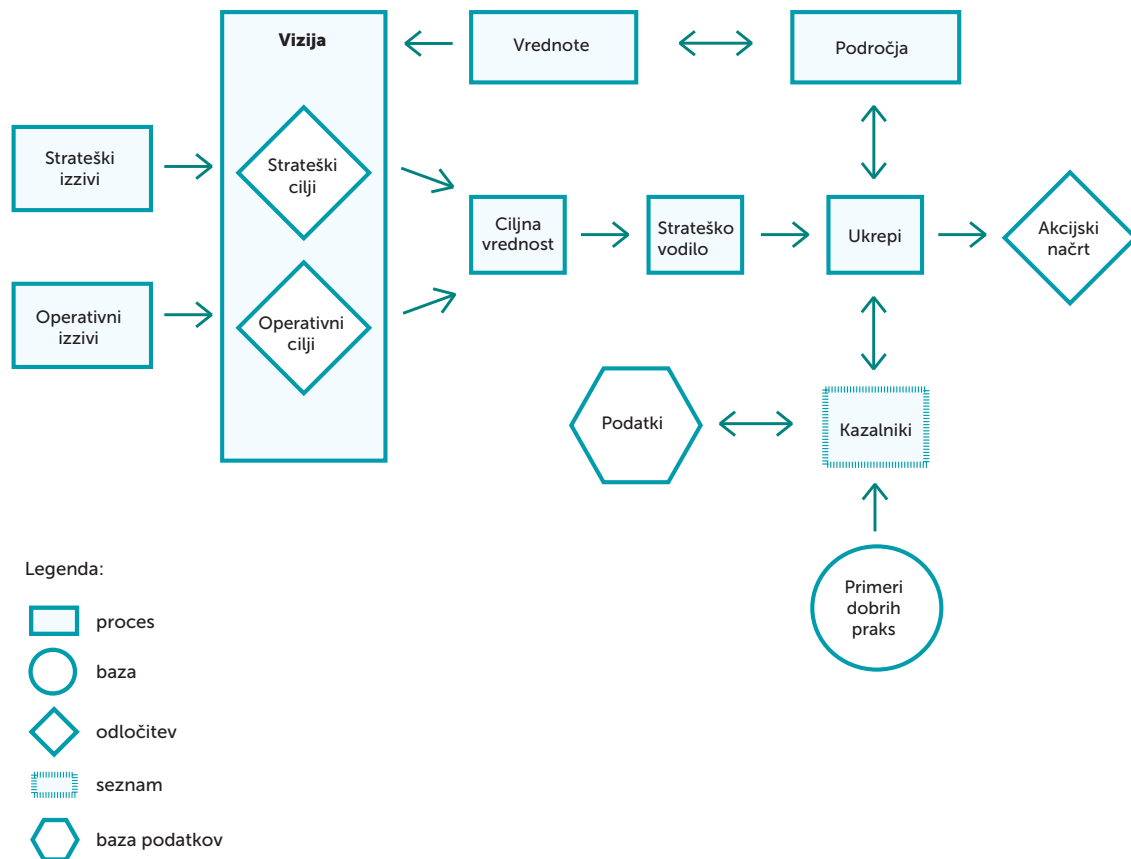 Vizija
Vrednote
Področja
Strateški
izzivi
Strateški
cilji
Ciljna
vrednost
Strateško
vodilo
Ukrepi
Akcijski
načrt
Operativni
izzivi
Operativni
cilji
Podatki
Kazalniki
Primeri
dobrih
praks
Legenda:
proces
baza
odločitev
seznam
baza podatkov